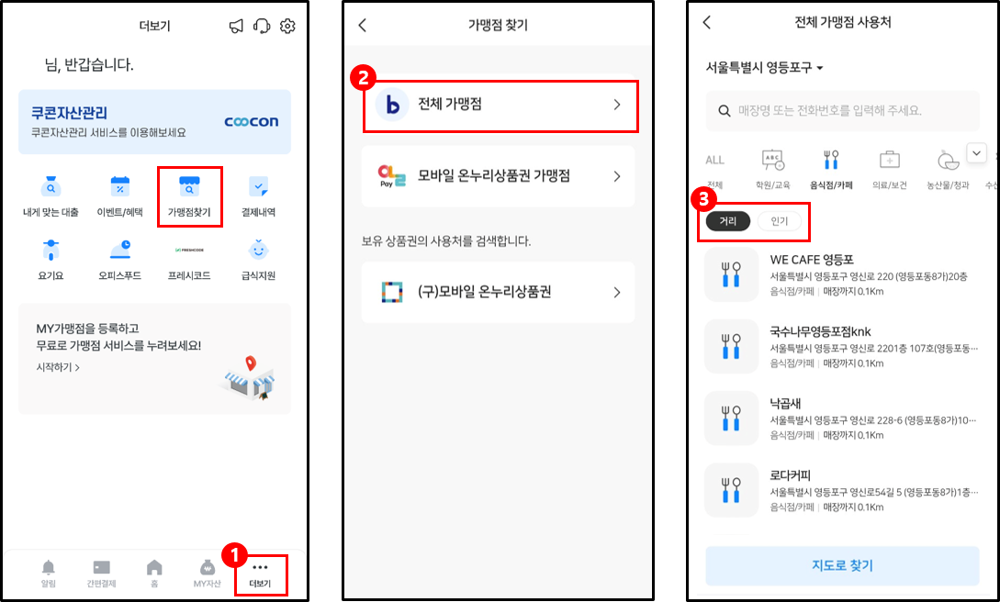 더보기
님, 반갑습니다.
쿠콘자산관리
쿠콘자산관리 서비스를 이용해보세요
coocon
내게 맞는 대출
이벤트/혜택
가맹점찾기
결제내역
FRESHCODE
요기요
오피스푸드
프레시코드
급식지원
MY가맹점을 등록하고
무료로 가맹점 서비스를 누려보세요!
시작하기 >
1
알림
간편결제
홈
MY자산
더보기
가맹점 찾기
2
b
전체 가맹점
Pay
모바일 온누리상품권 가맹점
보유 상품권의 사용처를 검색합니다.
(구)모바일 온누리상품권
전체 가맹점 사용처
서울특별시 영등포구
매장명 또는 전화번호를 입력해 주세요.
ALL
ABC
전체
학원/교육
음식점/카페
의료/보건
농산물/청과
수산
3
거리
인기
WE CAFE 영등포
서울특별시 영등포구 영신로 220 (영등포동8가)20층
음식점/카페 | 매장까지 0.1Km
국수나무영등포점knk
서울특별시 영등포구 영신로 2201층 107호(영등포동…
음식점/카페 | 매장까지 0.1Km
낙곱새
서울특별시 영등포구 영신로 228-6 (영등포동8가)10…
음식점/카페 | 매장까지 0.1Km
로다커피
서울특별시 영등포구 영신로54길 5 (영등포동8가)1층…
음식점/카페 | 매장까지 0.1Km
지도로 찾기